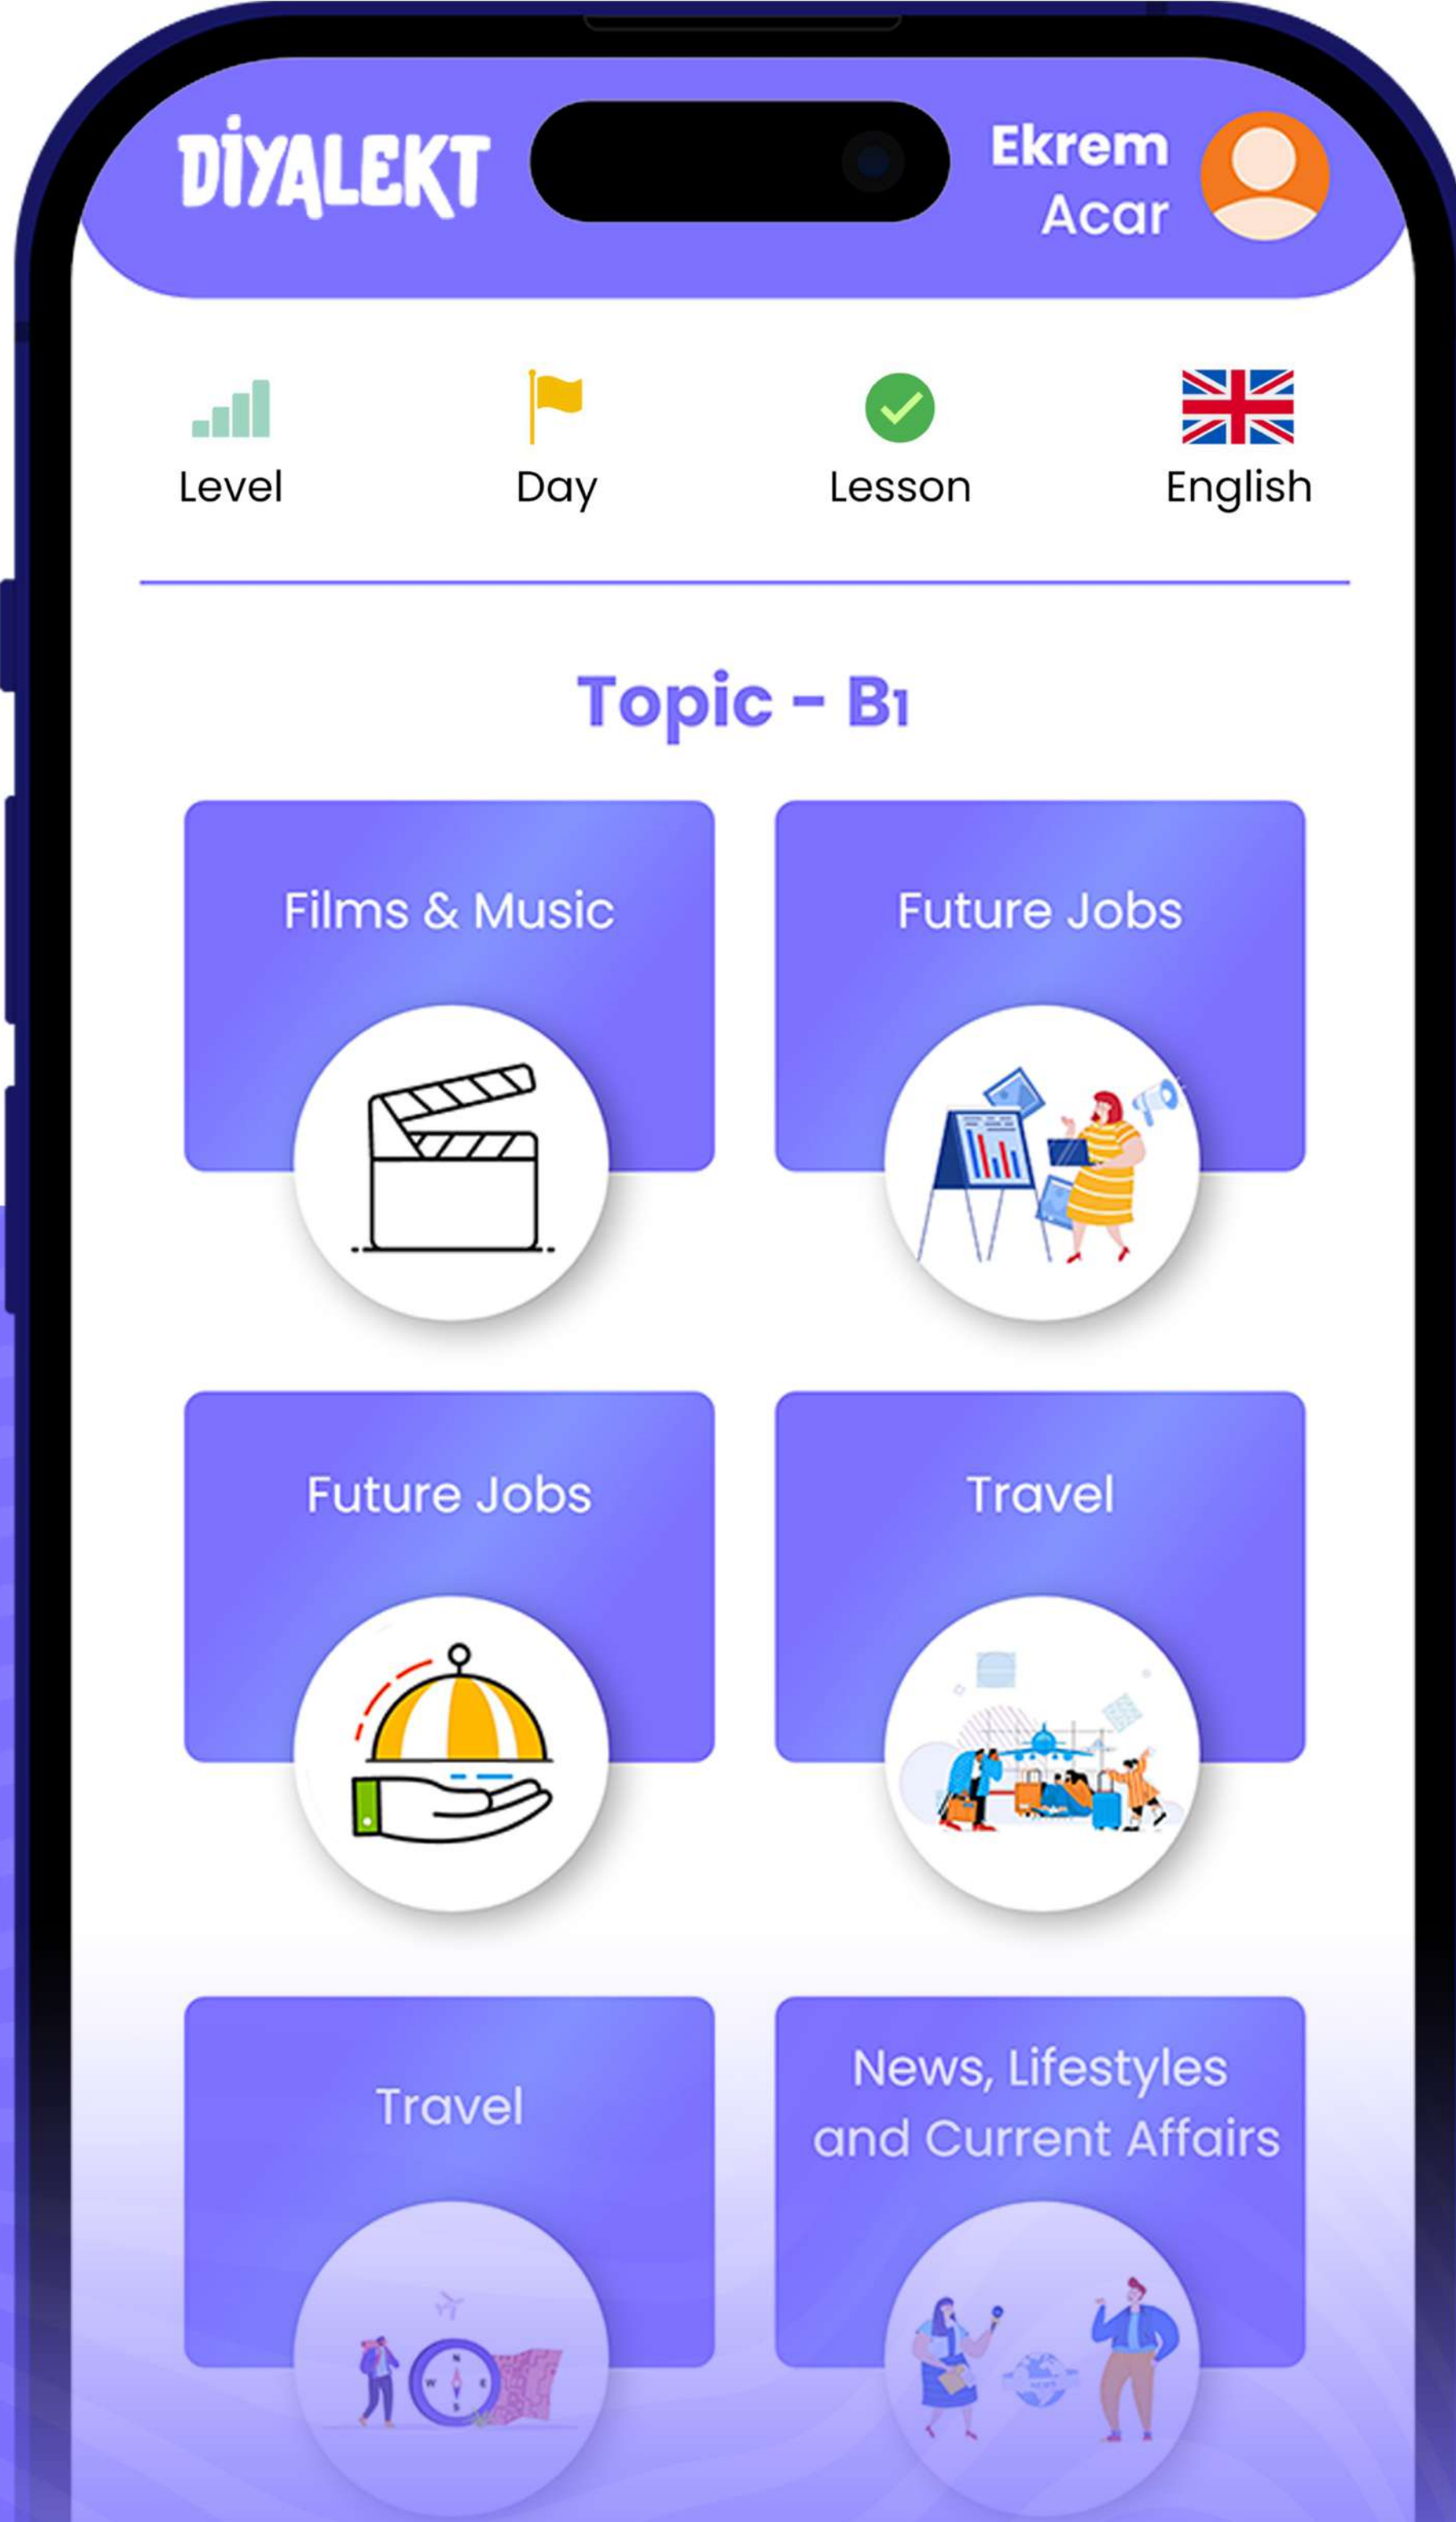 DİYALEKT
Ekrem
Acar
Level
Day
Lesson
English
Topic - B1
Films & Music
Future Jobs
Future Jobs
Travel
Travel
News, Lifestyles
and Current Affairs
N
W
E
S
NEWS